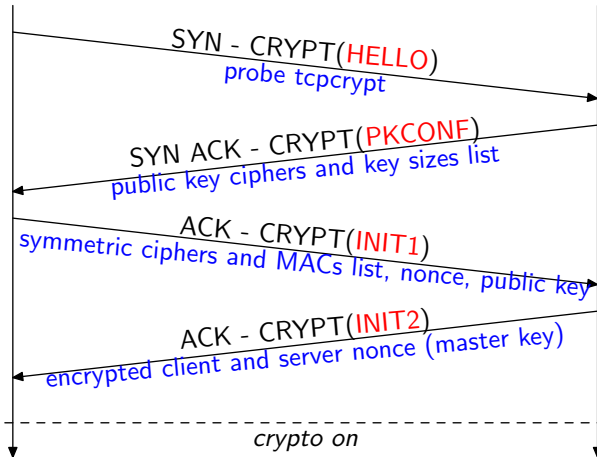 SYN - CRYPT(HELLO)
probe tcpcrypt
SYN ACK - CRYPT(PKCONF)
public key ciphers and key sizes list
ACK - CRYPT(INIT1)
symmetric ciphers and MACs list, nonce, public key
ACK - CRYPT(INIT2)
encrypted client and server nonce (master key)
crypto on